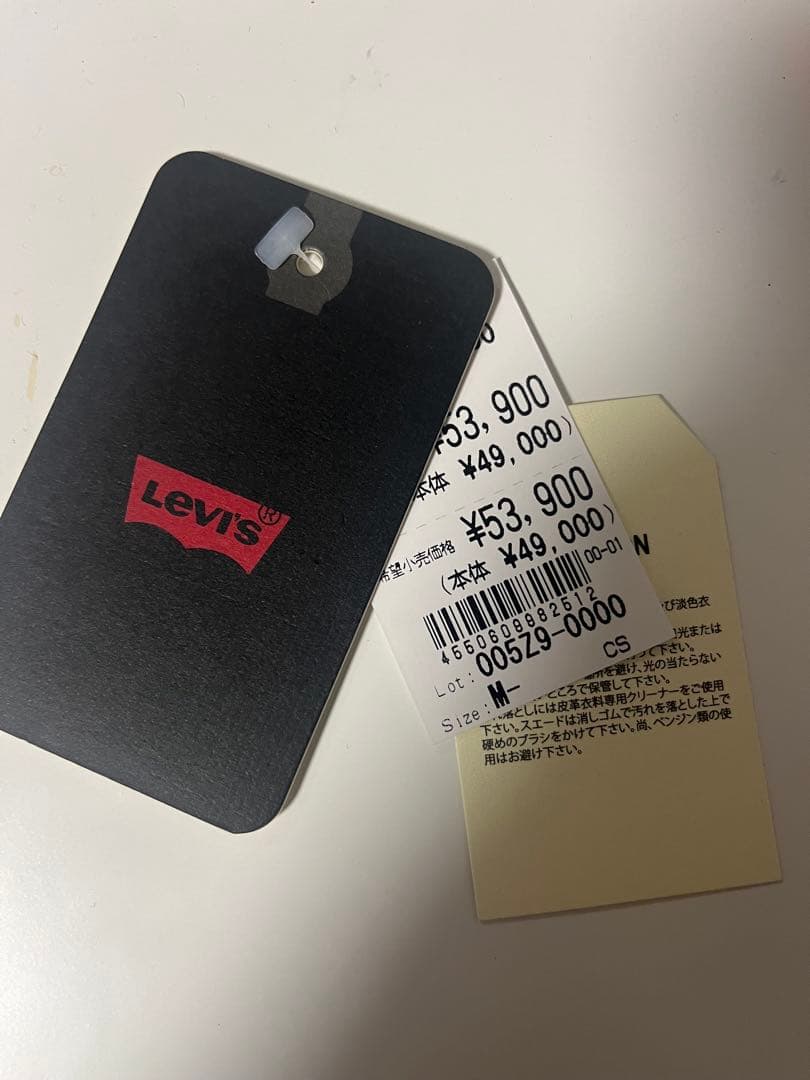 Levi's®
¥53,900
本体 ¥49,000)
希望小売価格 ¥53,900
(本体 ¥49,000)
00-01
4550609982512
Lot: 005Z9-0000
CS
Size: M-
N
び淡色衣
光または
て下さい。
を避け、光の当たらない
ところで保管して下さい。
落としには皮革衣料専用クリーナーをご使用
下さい。スエードは消しゴムで汚れを落とした上で
硬めのブラシをかけて下さい。尚、ベンジン類の使
用はお避け下さい。